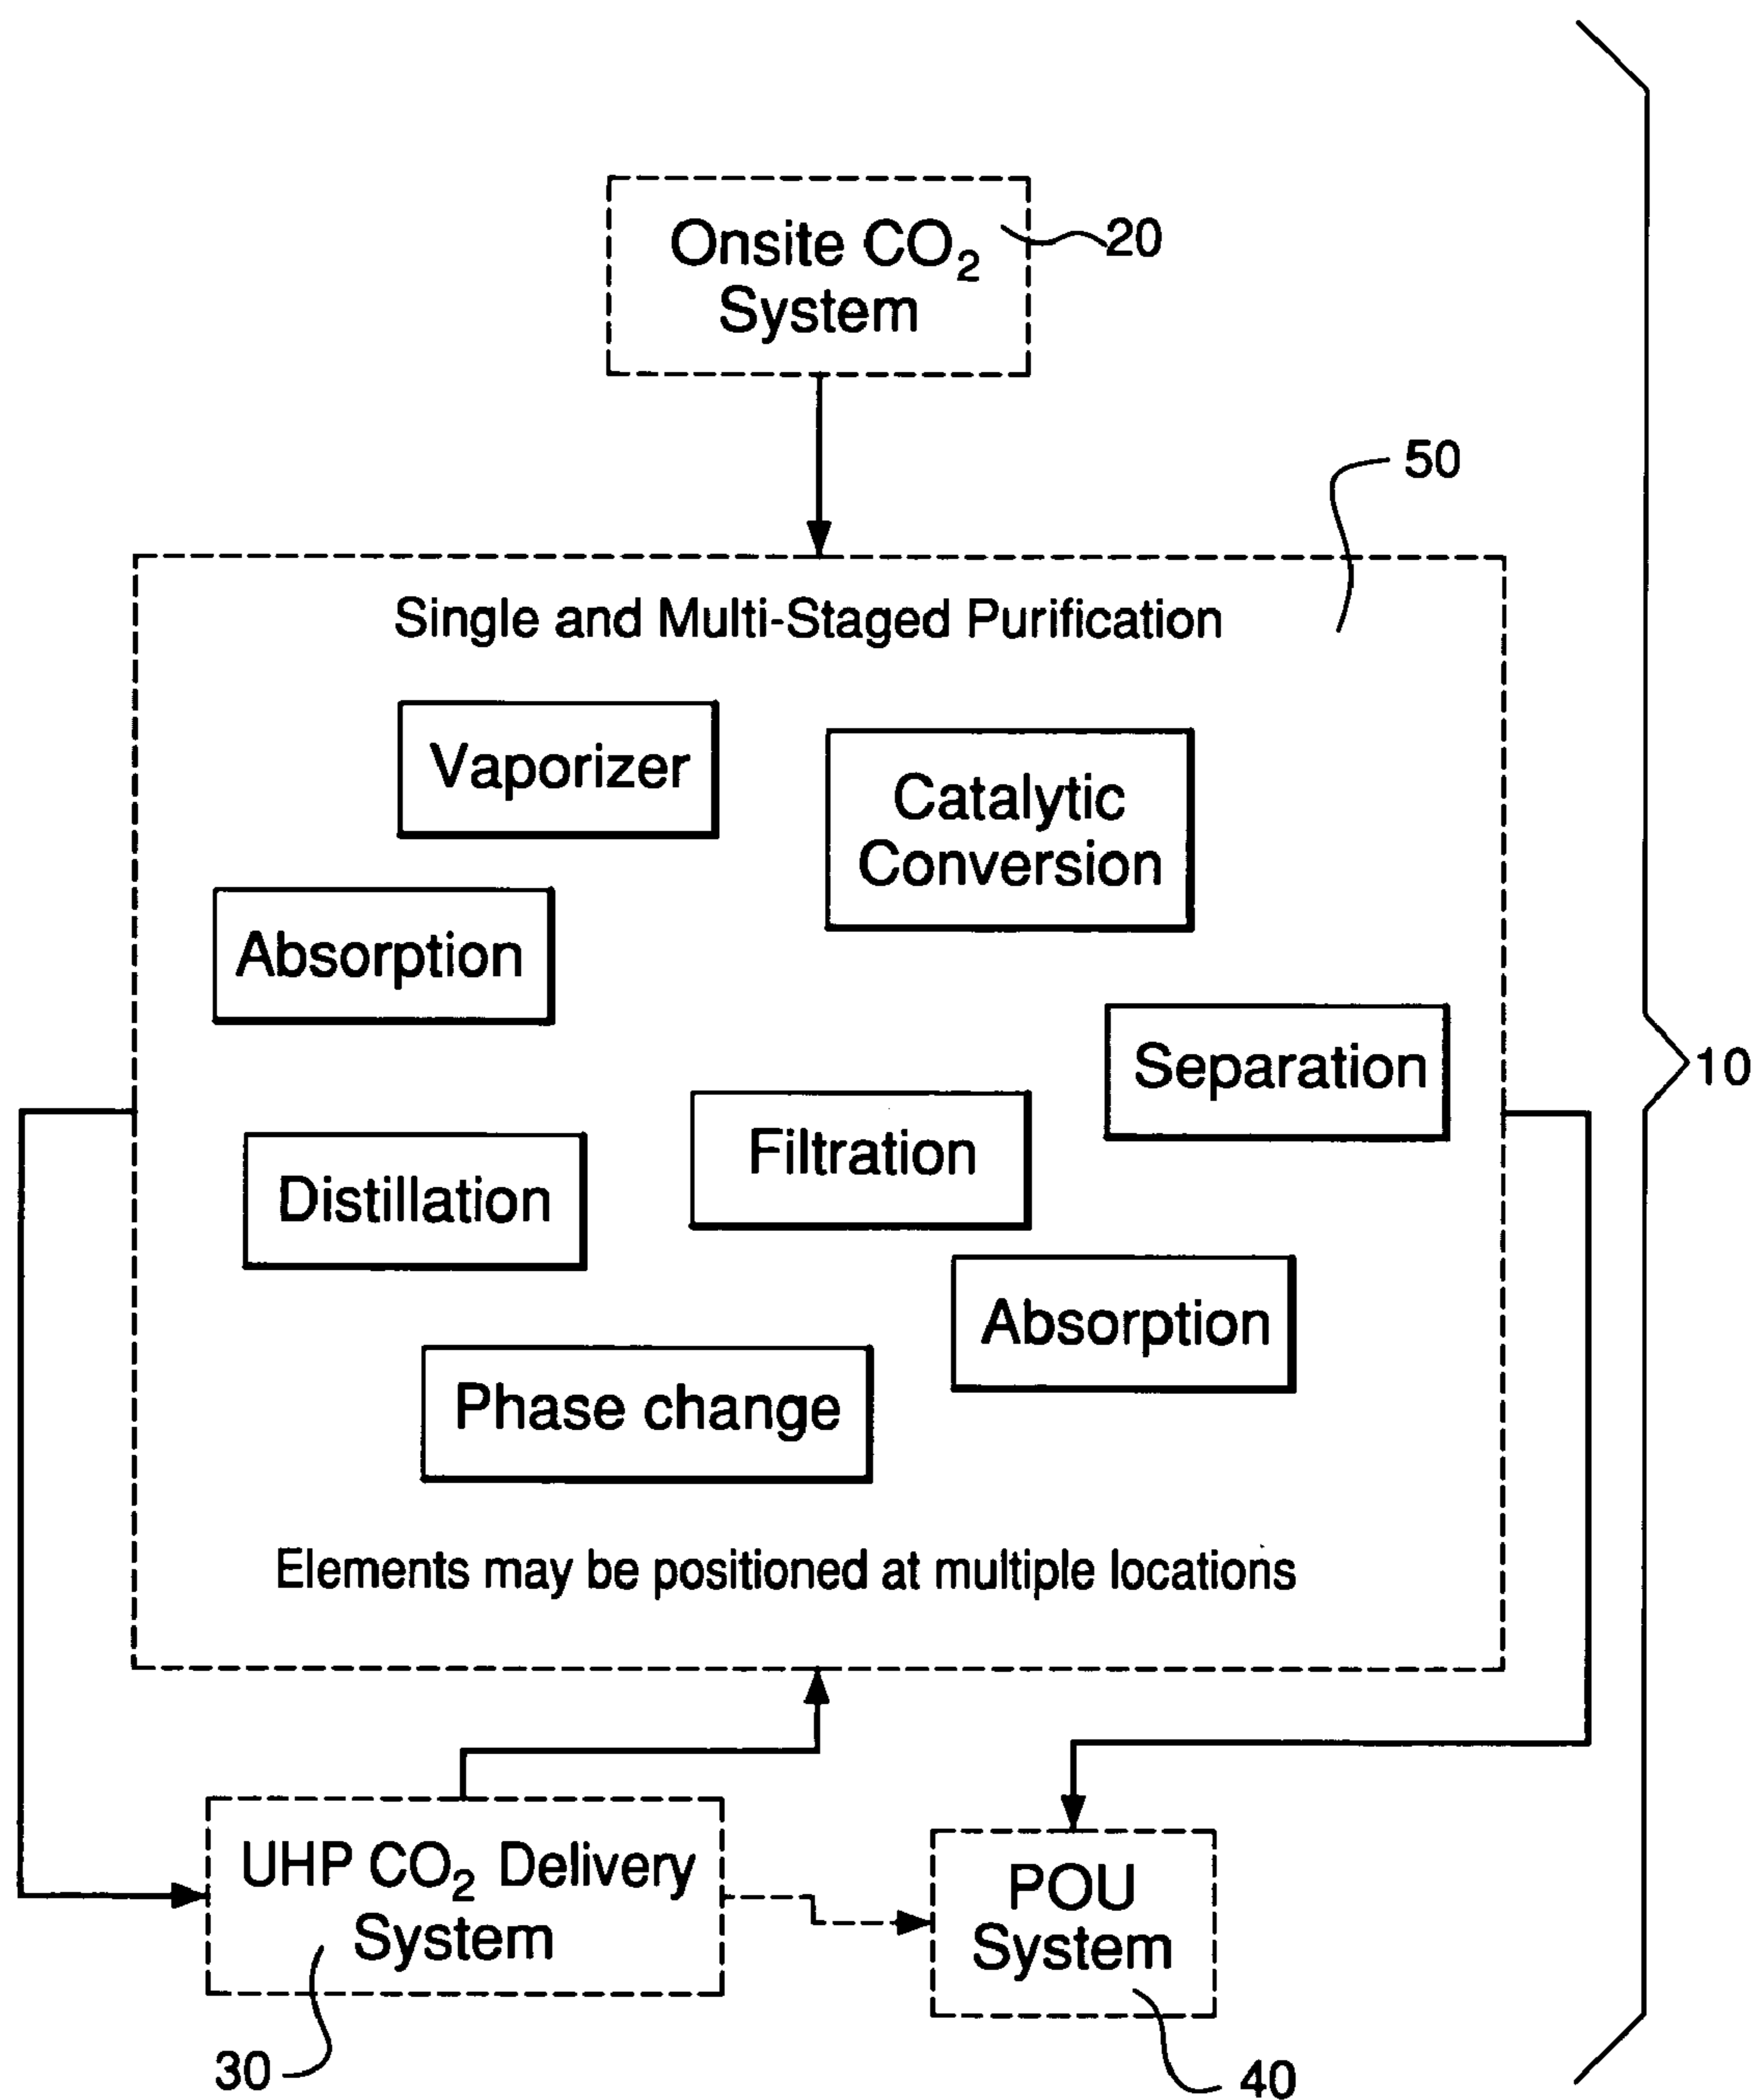 Onsite CO₂
System
20
50
Single and Multi-Staged Purification
Vaporizer
Catalytic
Conversion
Absorption
Separation
10
Filtration
Distillation
Absorption
Phase change
Elements may be positioned at multiple locations
UHP CO₂ Delivery
System
POU
System
30
40